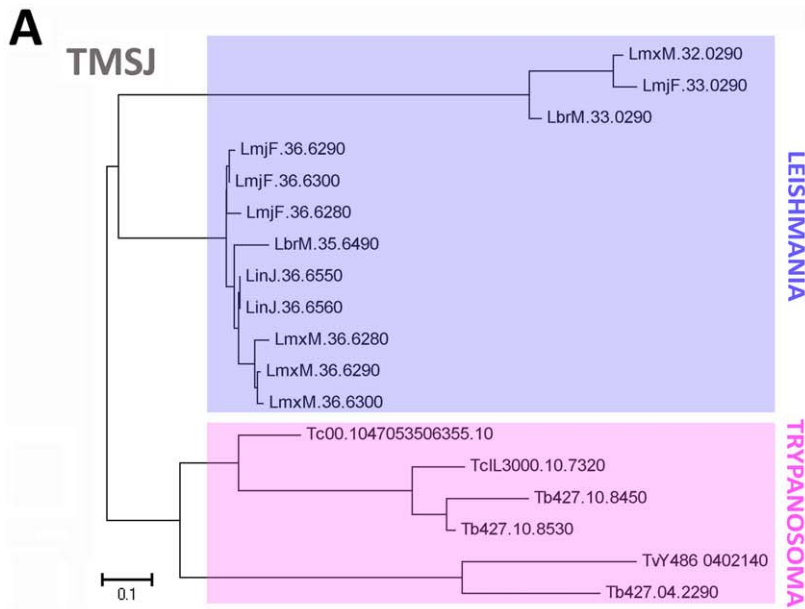 A
TMSJ
LmxM.32.0290
LmjF.33.0290
LbrM.33.0290
LmjF.36.6290
LmjF.36.6300
LmjF.36.6280
LbrM.35.6490
LinJ.36.6550
LinJ.36.6560
LmxM.36.6280
LmxM.36.6290
LmxM.36.6300
LEISHMANIA
Tc00.1047053506355.10
TcIL3000.10.7320
Tb427.10.8450
Tb427.10.8530
TvY486 0402140
Tb427.04.2290
TRYPANOSOMA
0.1